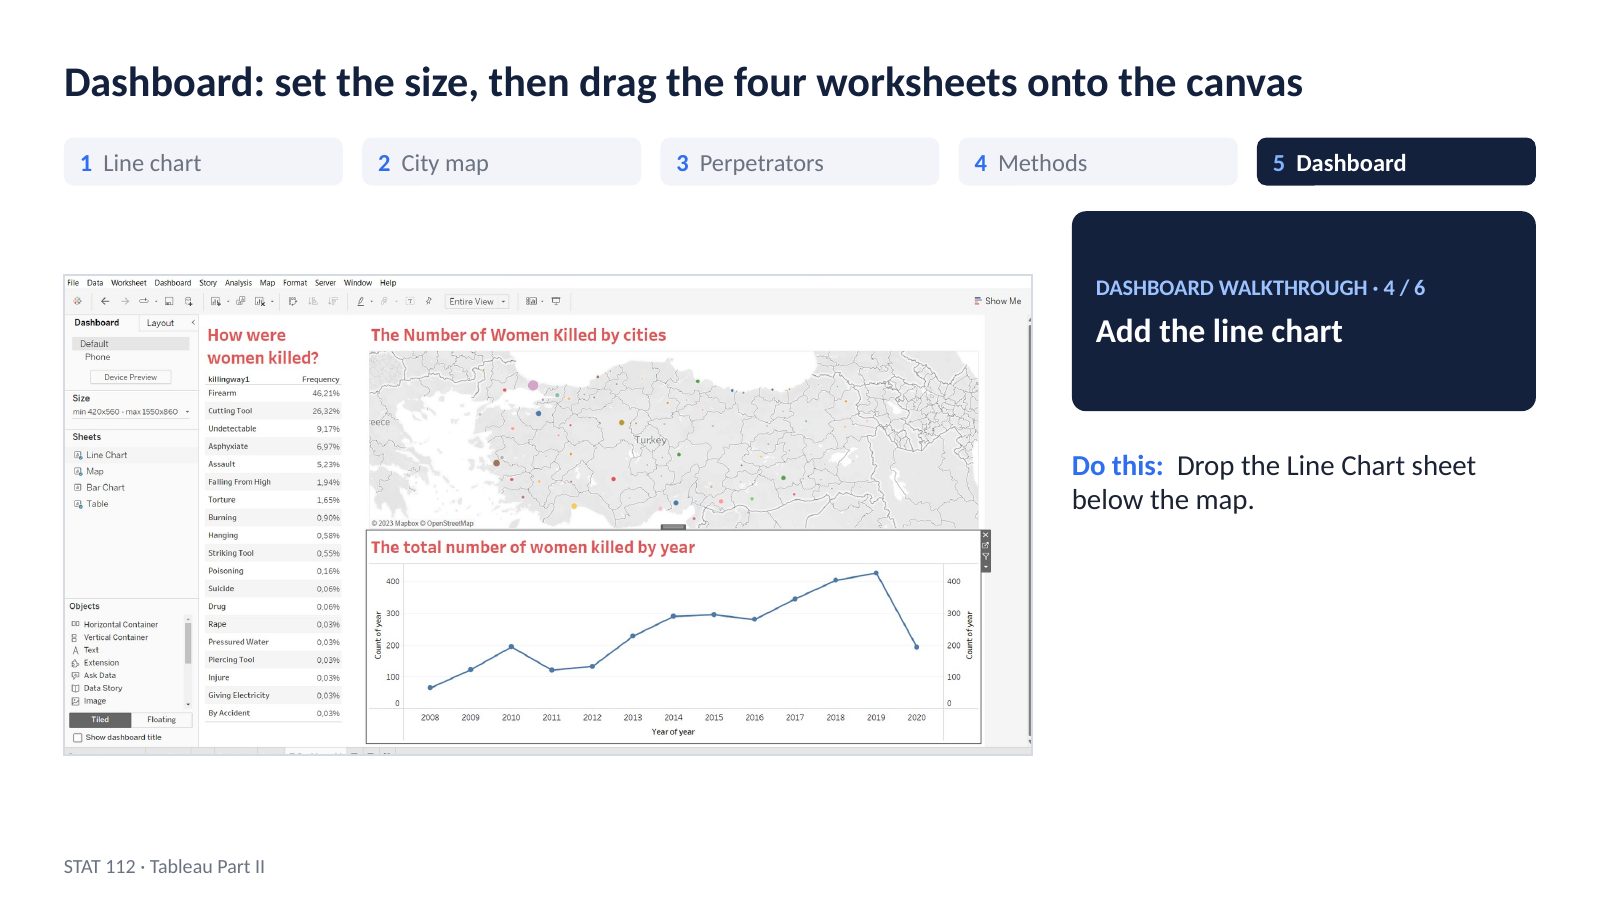 Dashboard: set the size, then drag the four worksheets onto the canvas
1 Line chart
2 City map
3 Perpetrators
4 Methods
5 Dashboard
File Data Worksheet Dashboard Story Analysis Map Format Server Window Help
Entire View
Show Me
Dashboard Layout
Default
Phone
Device Preview
Size
min 420x560 - max 1550x860
Sheets
Line Chart
Map
Bar Chart
Table
Objects
Horizontal Container
Vertical Container
Text
Extension
Ask Data
Data Story
Image
Tiled Floating
Show dashboard title
How were
women killed?
killingway1 Frequency
Firearm 46,21%
Cutting Tool 26,32%
Undetectable 9,17%
Asphyxiate 6,97%
Assault 5,23%
Falling From High 1,94%
Torture 1,65%
Burning 0,90%
Hanging 0,58%
Striking Tool 0,55%
Poisoning 0,16%
Suicide 0,06%
Drug 0,06%
Rape 0,03%
Pressured Water 0,03%
Piercing Tool 0,03%
Injure 0,03%
Giving Electricity 0,03%
By Accident 0,03%
The Number of Women Killed by cities
eece
Turkey
© 2023 Mapbox © OpenStreetMap
The total number of women killed by year
Count of year
400
300
200
100
0
400
300
200
100
0
Count of year
2008 2009 2010 2011 2012 2013 2014 2015 2016 2017 2018 2019 2020
Year of year
DASHBOARD WALKTHROUGH · 4 / 6
Add the line chart
Do this: Drop the Line Chart sheet
below the map.
STAT 112 · Tableau Part II